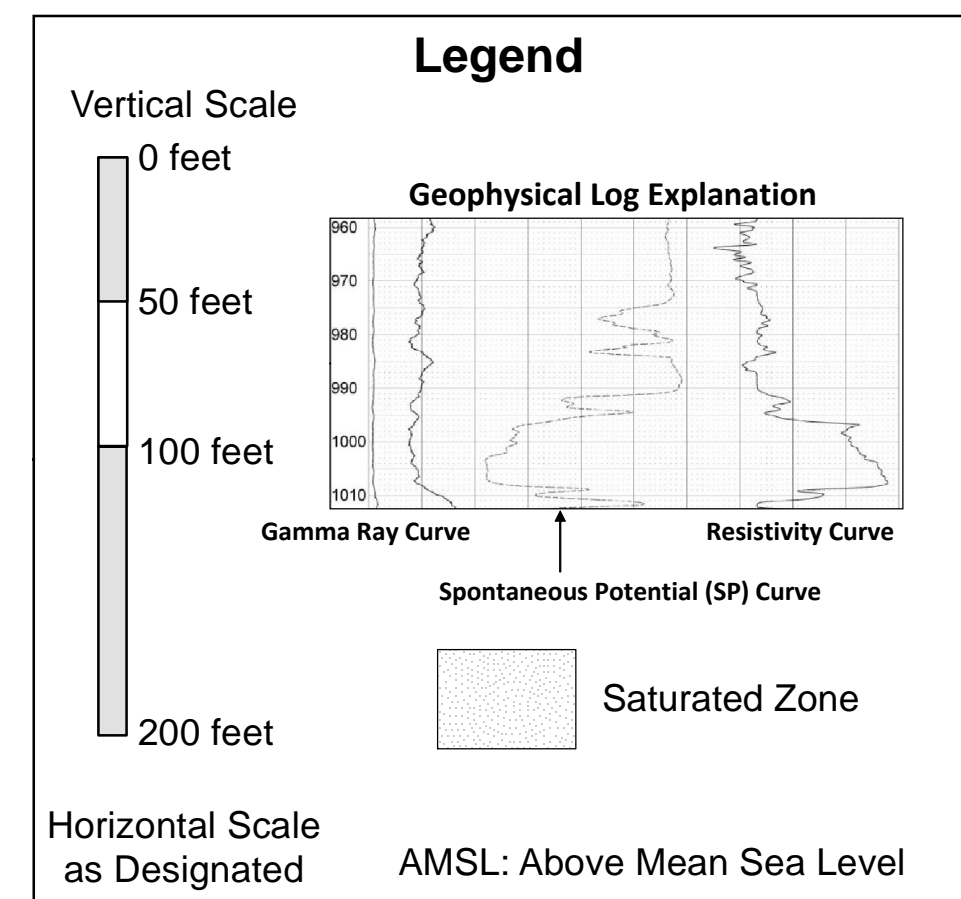 Legend
Vertical Scale
0 feet
50 feet
100 feet
200 feet
Geophysical Log Explanation
960
970
980
990
1000
1010
Gamma Ray Curve
Resistivity Curve
Spontaneous Potential (SP) Curve
Saturated Zone
Horizontal Scale
as Designated
AMSL: Above Mean Sea Level